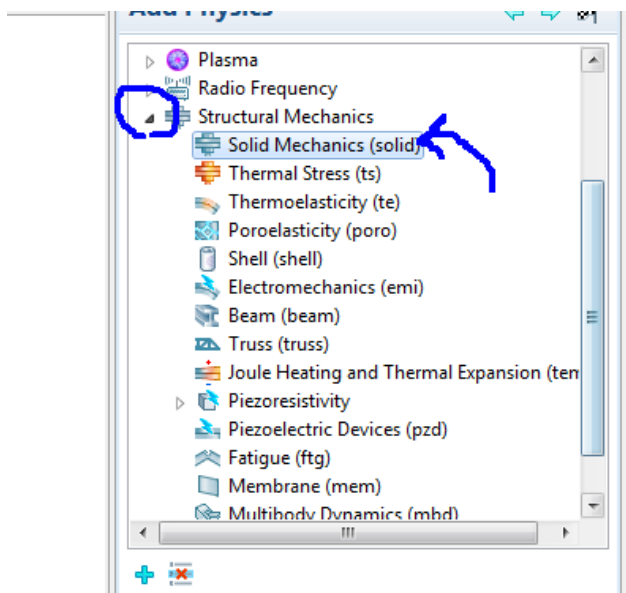 Add Physics
Plasma
Radio Frequency
Structural Mechanics
Solid Mechanics (solid)
Thermal Stress (ts)
Thermoelasticity (te)
Poroelasticity (poro)
Shell (shell)
Electromechanics (emi)
Beam (beam)
Truss (truss)
Joule Heating and Thermal Expansion (tem
Piezoresistivity
Piezoelectric Devices (pzd)
Fatigue (ftg)
Membrane (mem)
Multibody Dynamics (mbd)